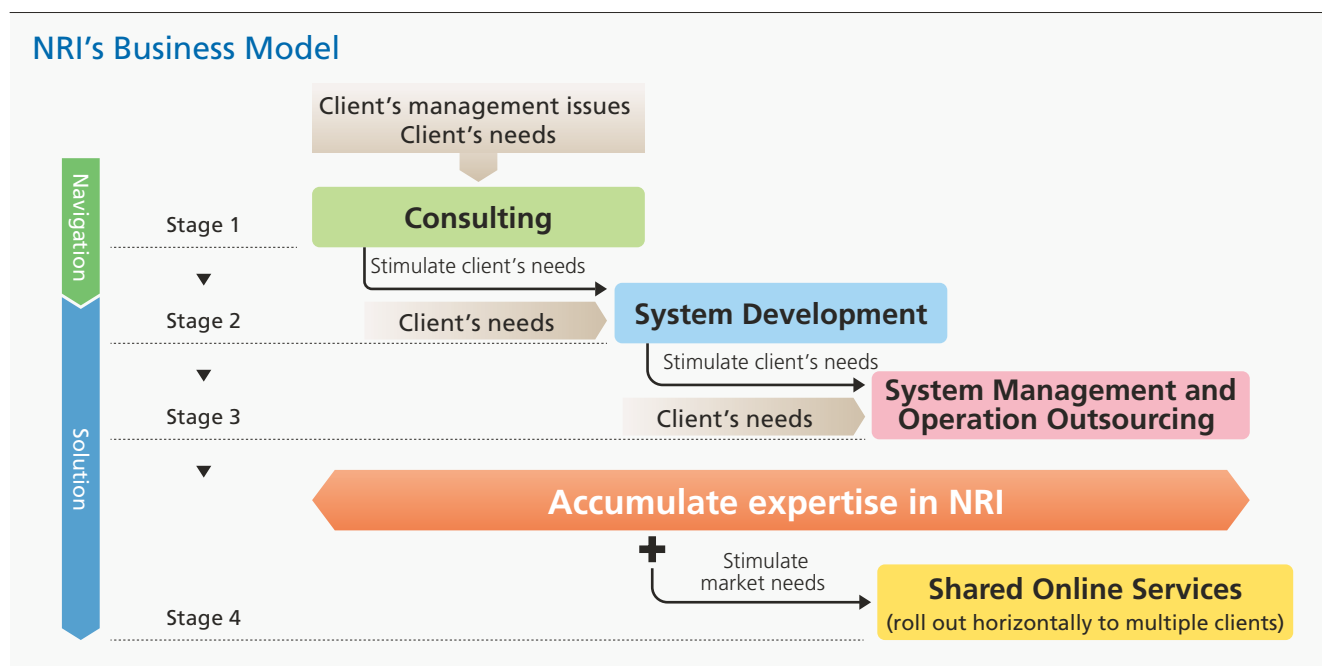 NRI’s Business Model
Client’s management issues
Client’s needs
Navigation
Stage 1
Consulting
Stimulate client’s needs
Stage 2
Client’s needs
System Development
Stimulate client’s needs
Solution
Stage 3
Client’s needs
System Management and
Operation Outsourcing
Accumulate expertise in NRI
Stimulate
market needs
Stage 4
Shared Online Services
(roll out horizontally to multiple clients)